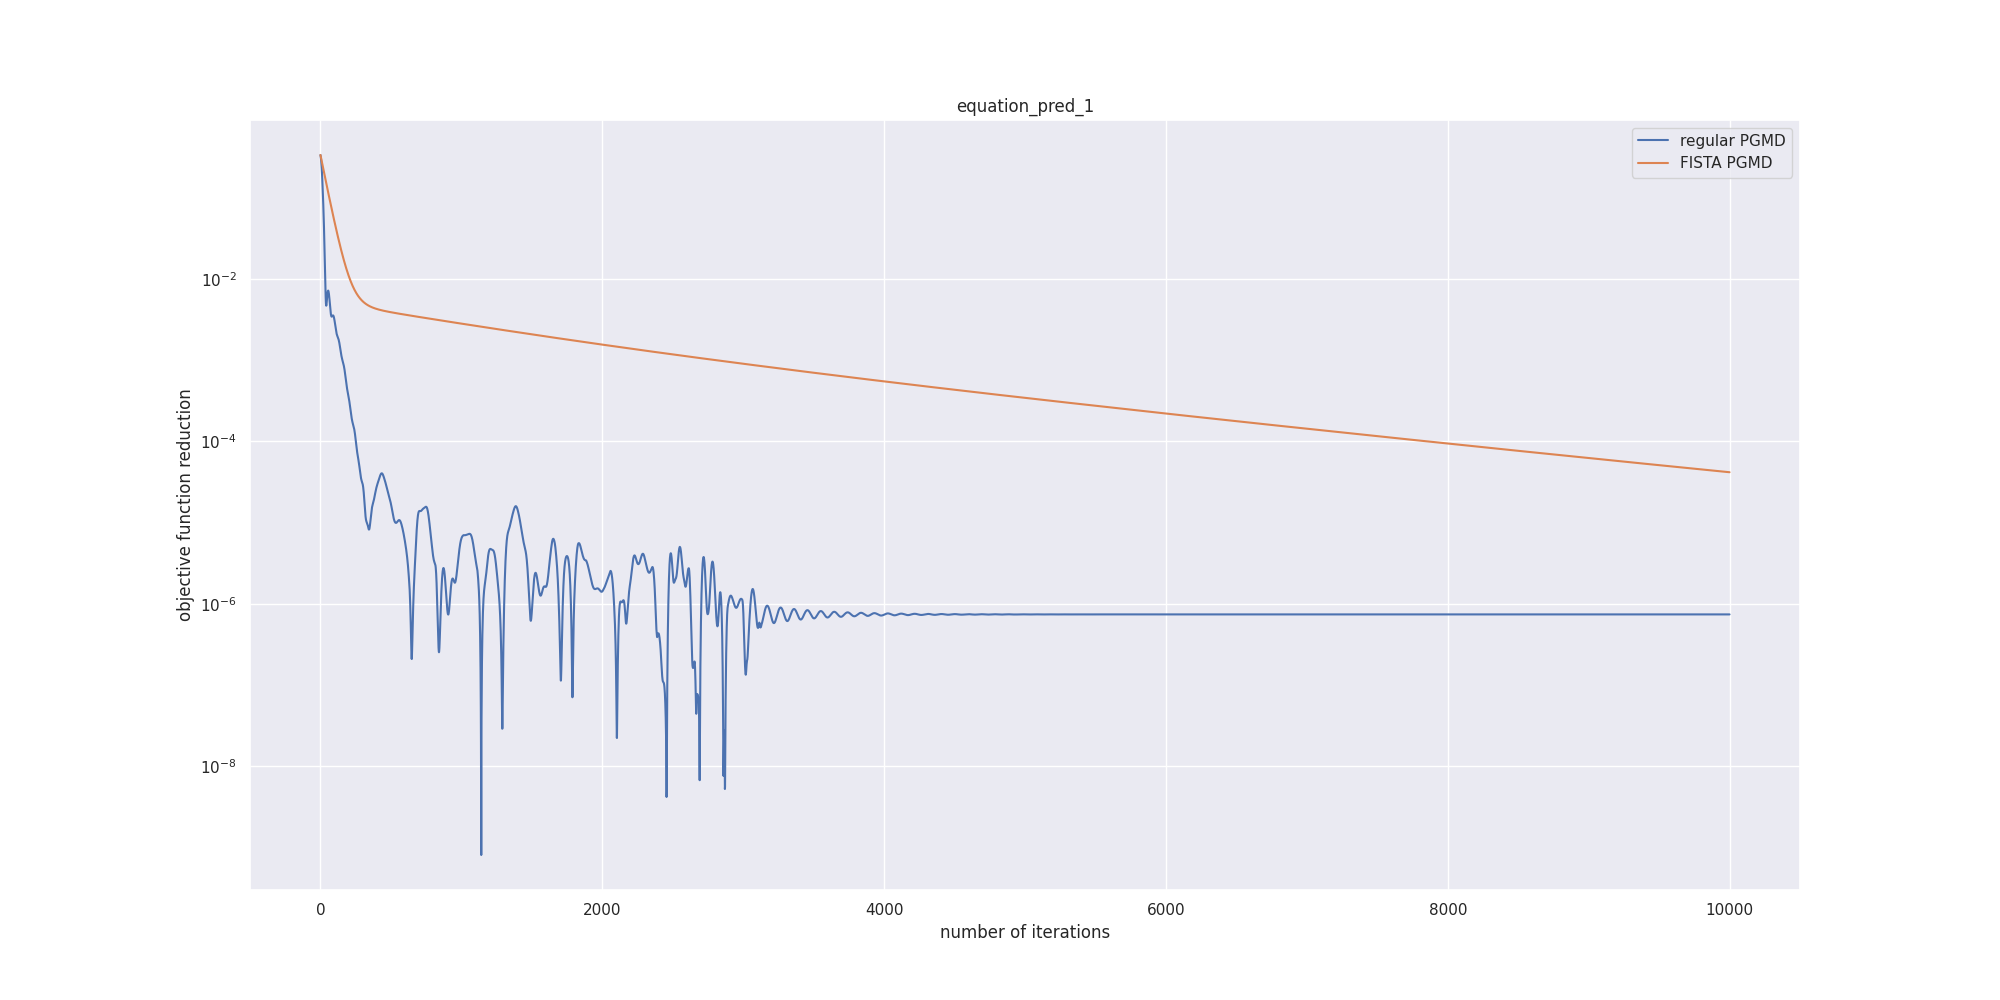 equation_pred_1
regular PGMD
FISTA PGMD
objective function reduction
10⁻²
10⁻⁴
10⁻⁶
10⁻⁸
0 2000 4000 6000 8000 10000
number of iterations